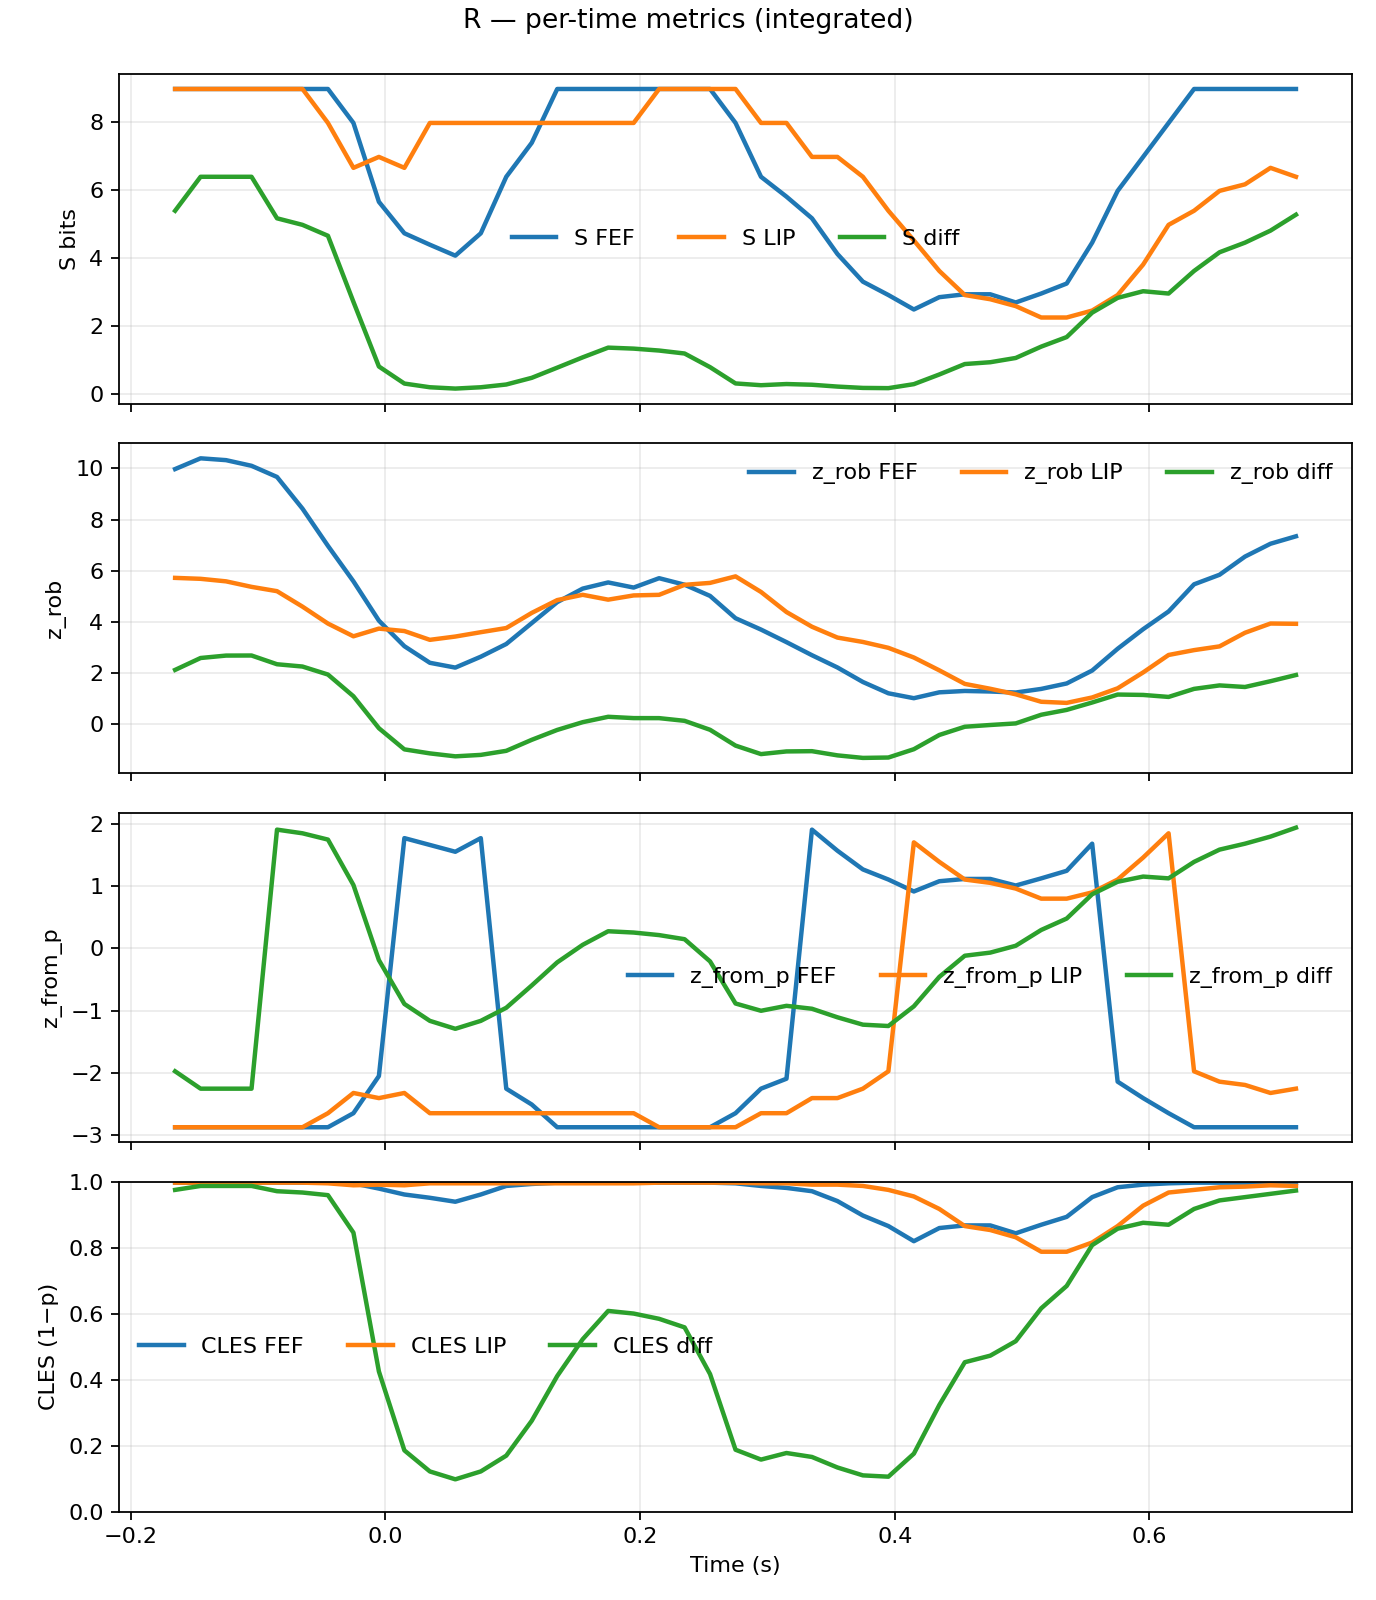 R — per-time metrics (integrated)
8
6
4
2
0
S bits
S FEF
S LIP
S diff
10
8
6
4
2
0
z_rob
z_rob FEF
z_rob LIP
z_rob diff
2
1
0
−1
−2
−3
z_from_p
z_from_p FEF
z_from_p LIP
z_from_p diff
1.0
0.8
0.6
0.4
0.2
0.0
CLES (1−p)
CLES FEF
CLES LIP
CLES diff
−0.2
0.0
0.2
0.4
0.6
Time (s)